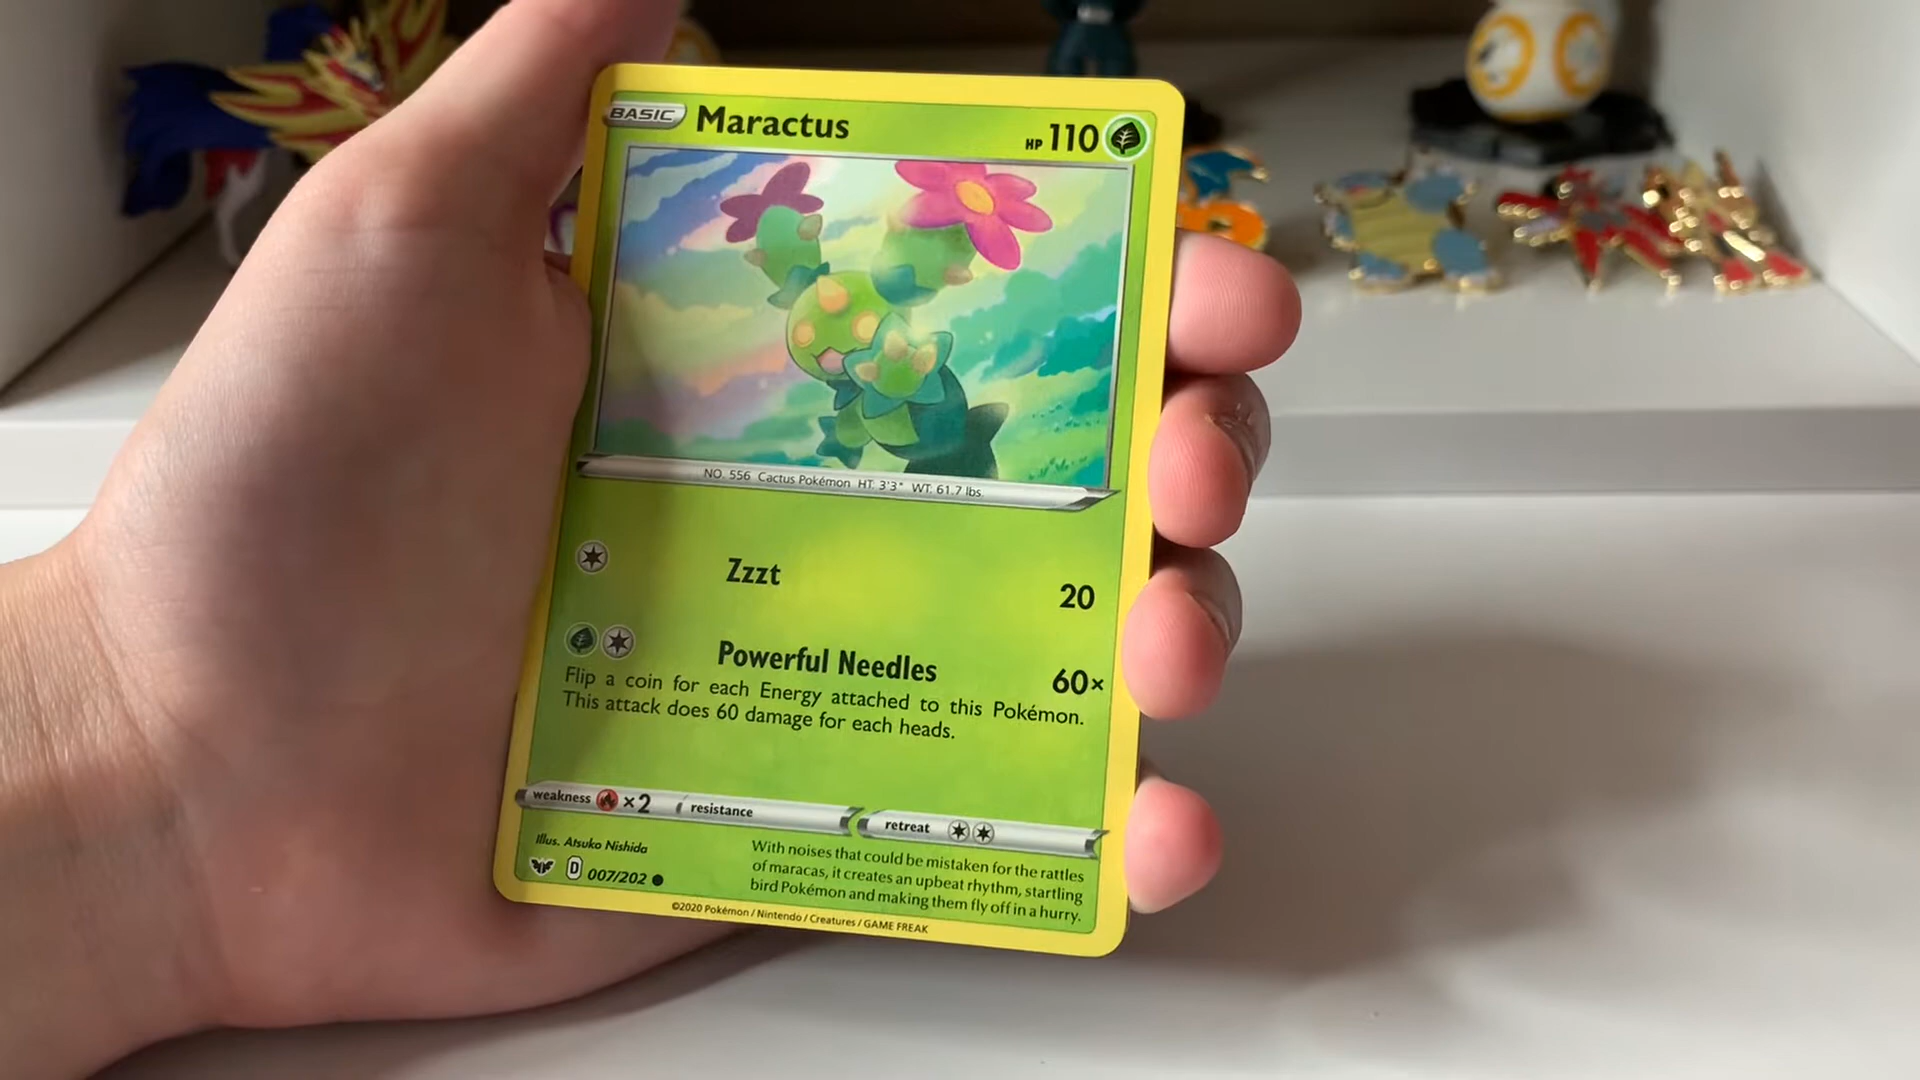 BASIC Maractus HP 110
NO. 556 Cactus Pokémon HT: 3'3" WT: 61.7 lbs.
Zzzt 20
Powerful Needles 60×
Flip a coin for each Energy attached to this Pokémon.
This attack does 60 damage for each heads.
weakness ×2 resistance retreat
Illus. Atsuko Nishida
D 007/202
With noises that could be mistaken for the rattles
of maracas, it creates an upbeat rhythm, startling
bird Pokémon and making them fly off in a hurry.
©2020 Pokémon / Nintendo / Creatures / GAME FREAK